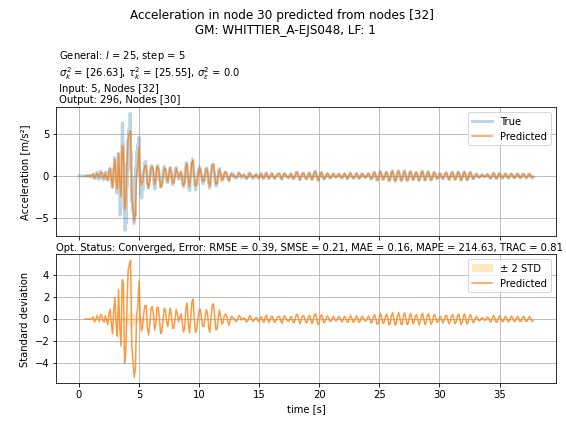 Acceleration in node 30 predicted from nodes [32]
GM: WHITTIER_A-EJS048, LF: 1
General: l = 25, step = 5
σ²ₖ = [26.63], τ²ₖ = [25.55], σ²ε = 0.0
Input: 5, Nodes [32]
Output: 296, Nodes [30]
True
Predicted
Acceleration [m/s²]
5
0
−5
Opt. Status: Converged, Error: RMSE = 0.39, SMSE = 0.21, MAE = 0.16, MAPE = 214.63, TRAC = 0.81
± 2 STD
Predicted
Standard deviation
4
2
0
−2
−4
0 5 10 15 20 25 30 35
time [s]